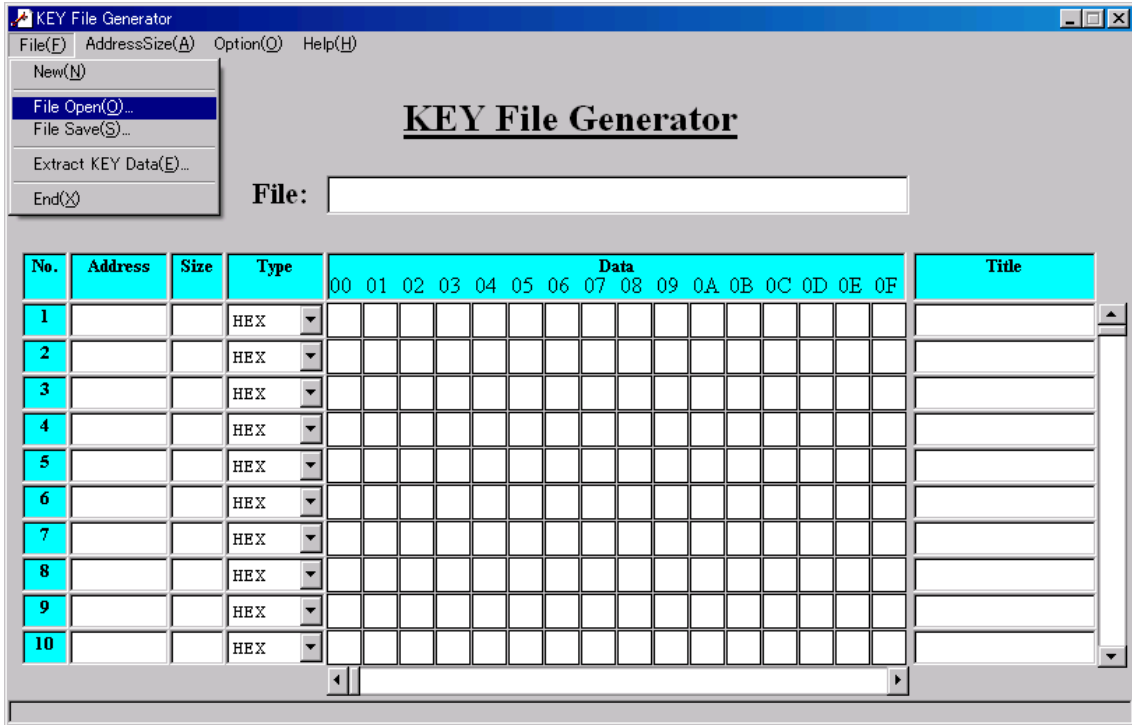 KEY File Generator
File(F) AddressSize(A) Option(O) Help(H)
New(N)
File Open(O)...
File Save(S)...
Extract KEY Data(E)...
End(X)
KEY File Generator
File:
No. Address Size Type Data Title
00 01 02 03 04 05 06 07 08 09 0A 0B 0C 0D 0E 0F
1 HEX
2 HEX
3 HEX
4 HEX
5 HEX
6 HEX
7 HEX
8 HEX
9 HEX
10 HEX